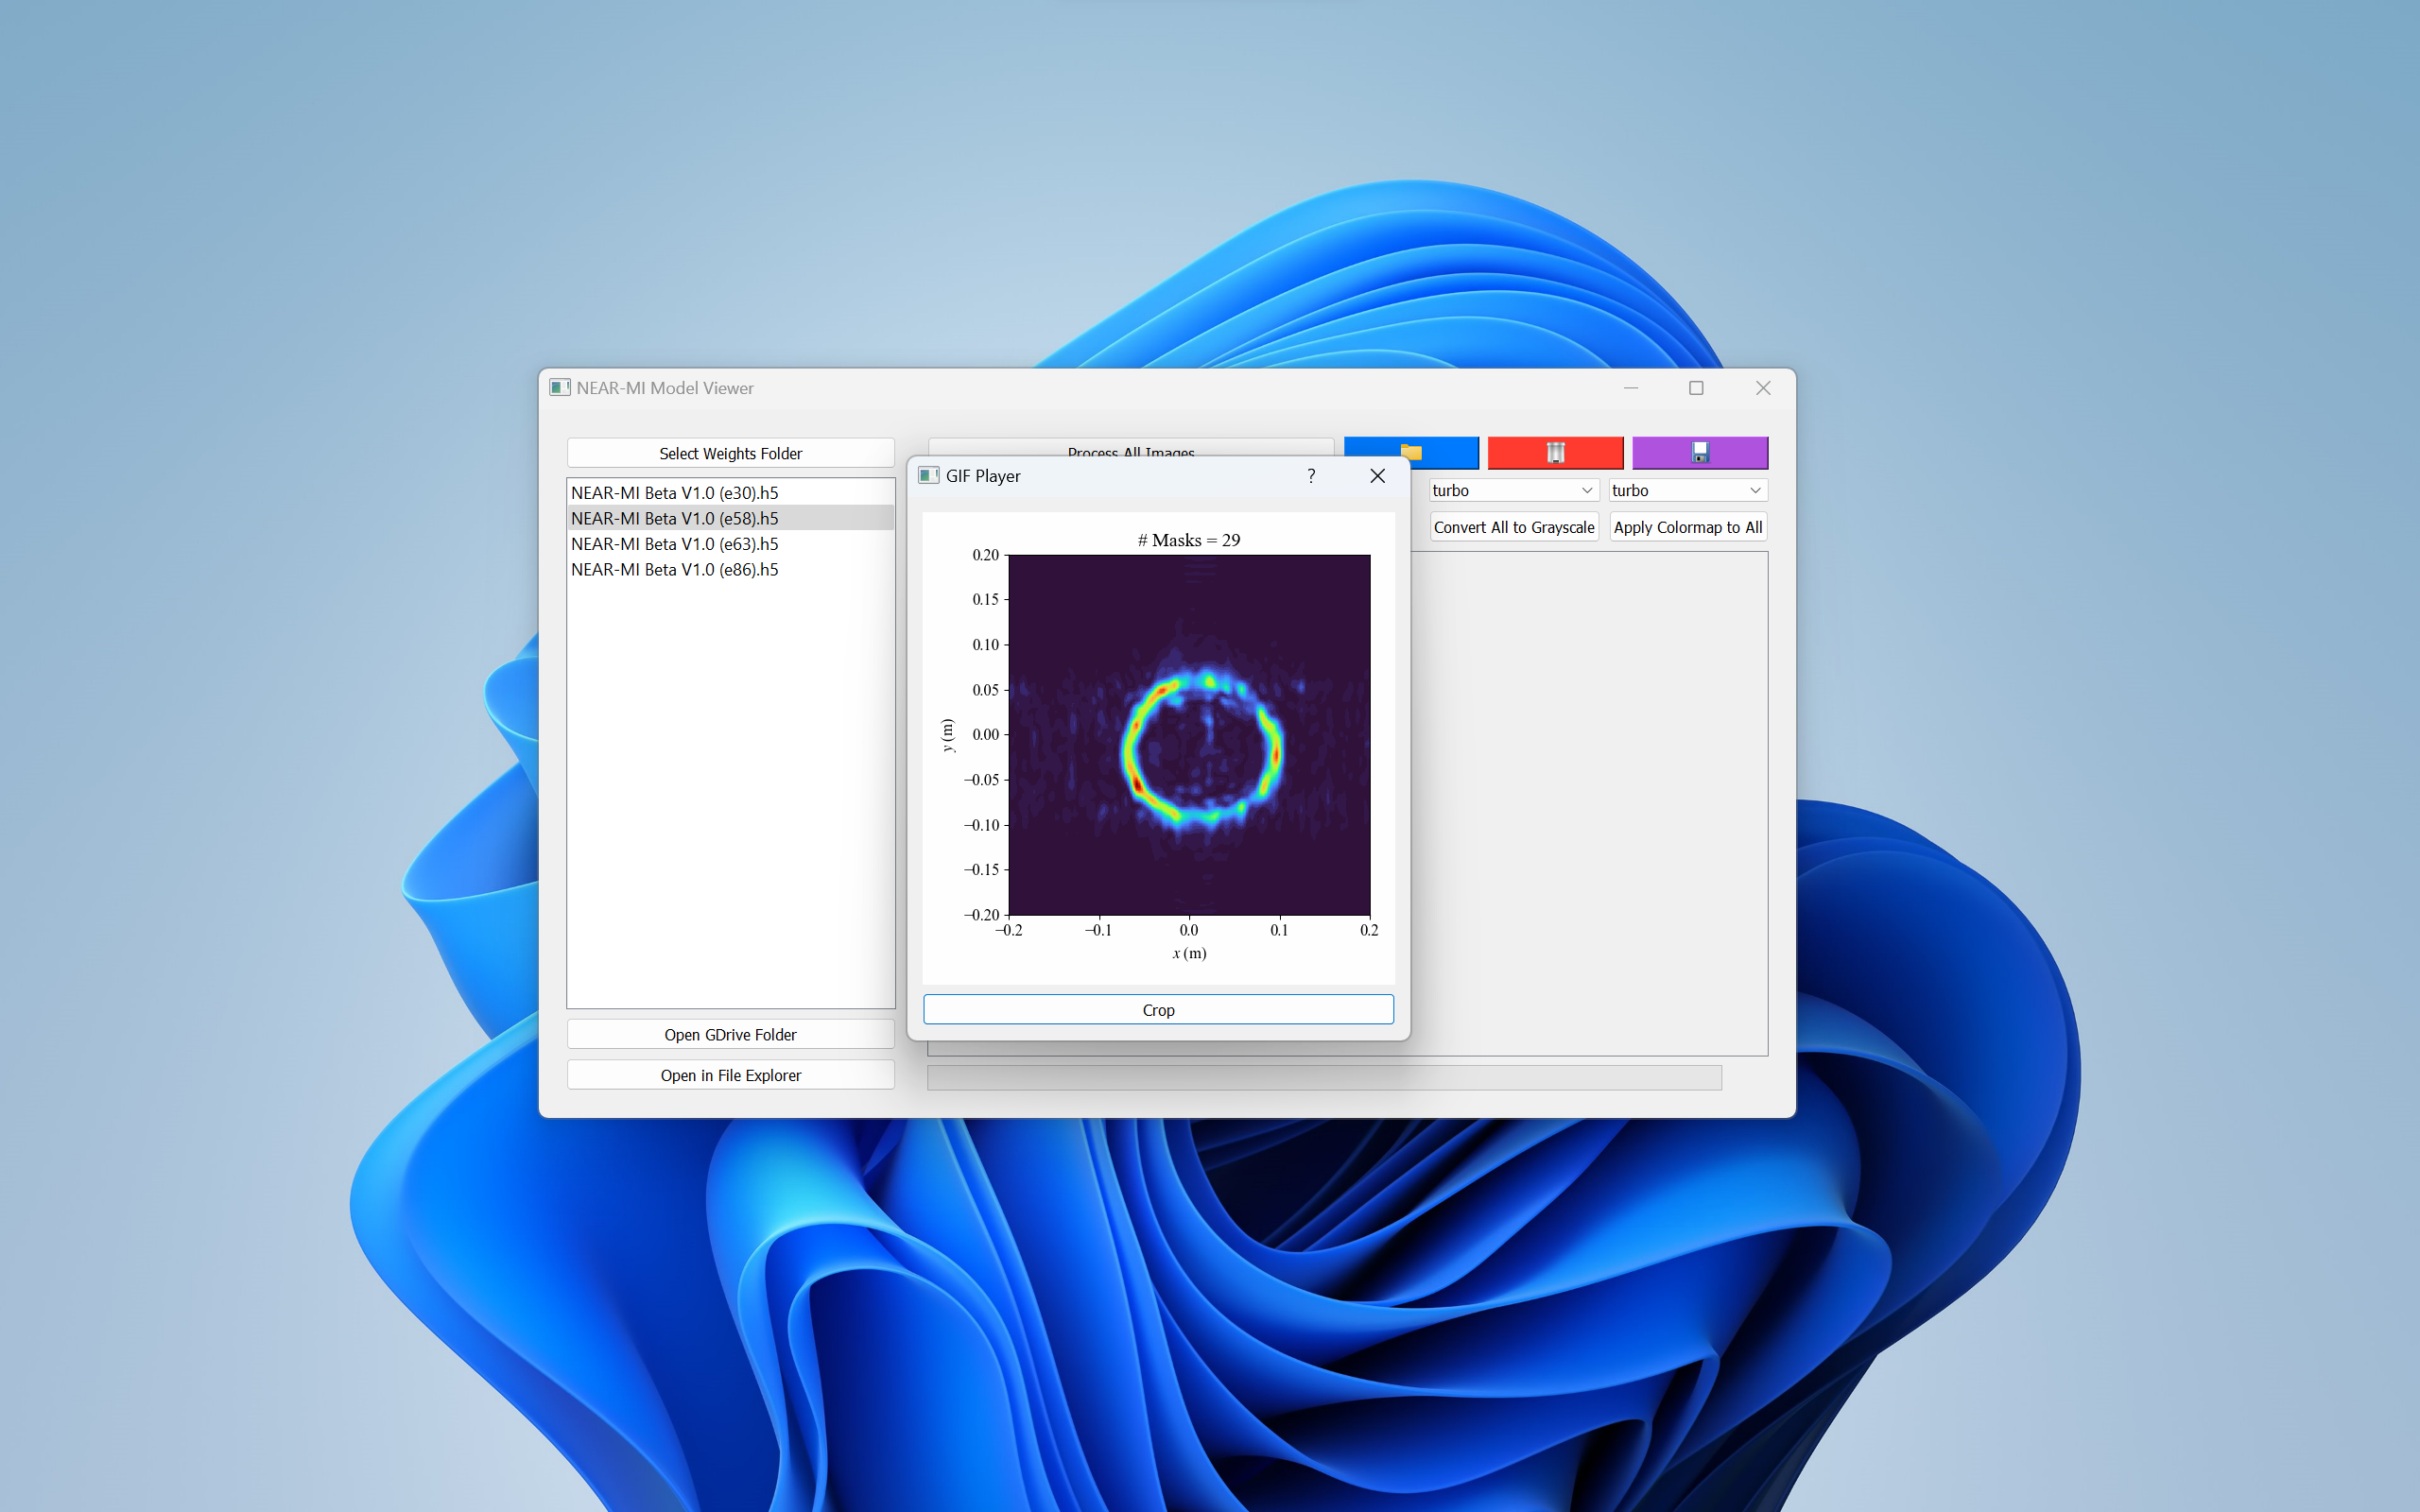 NEAR-MI Model Viewer
Select Weights Folder
Process All Images
NEAR-MI Beta V1.0 (e30).h5
NEAR-MI Beta V1.0 (e58).h5
NEAR-MI Beta V1.0 (e63).h5
NEAR-MI Beta V1.0 (e86).h5
Open GDrive Folder
Open in File Explorer
turbo
turbo
Convert All to Grayscale
Apply Colormap to All
GIF Player
?
# Masks = 29
0.20
0.15
0.10
0.05
0.00
−0.05
−0.10
−0.15
−0.20
y (m)
−0.2
−0.1
0.0
0.1
0.2
x (m)
Crop